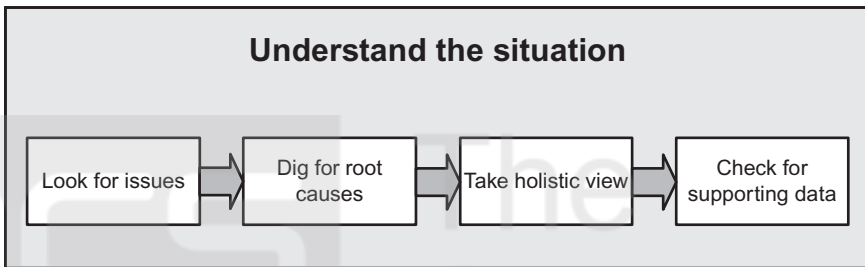 Understand the situation
Look for issues
Dig for root
causes
Take holistic view
Check for
supporting data
The